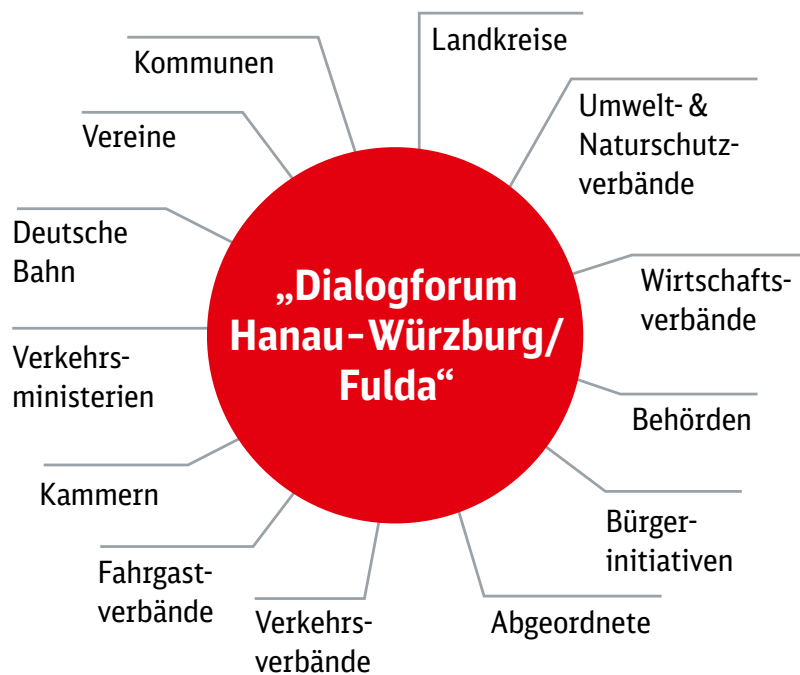 Landkreise
Kommunen
Umwelt- &
Naturschutz-
verbände
Vereine
Deutsche
Bahn
Wirtschafts-
verbände
„Dialogforum
Hanau–Würzburg/
Fulda“
Verkehrs-
ministerien
Behörden
Kammern
Bürger-
initiativen
Fahrgast-
verbände
Verkehrs-
verbände
Abgeordnete